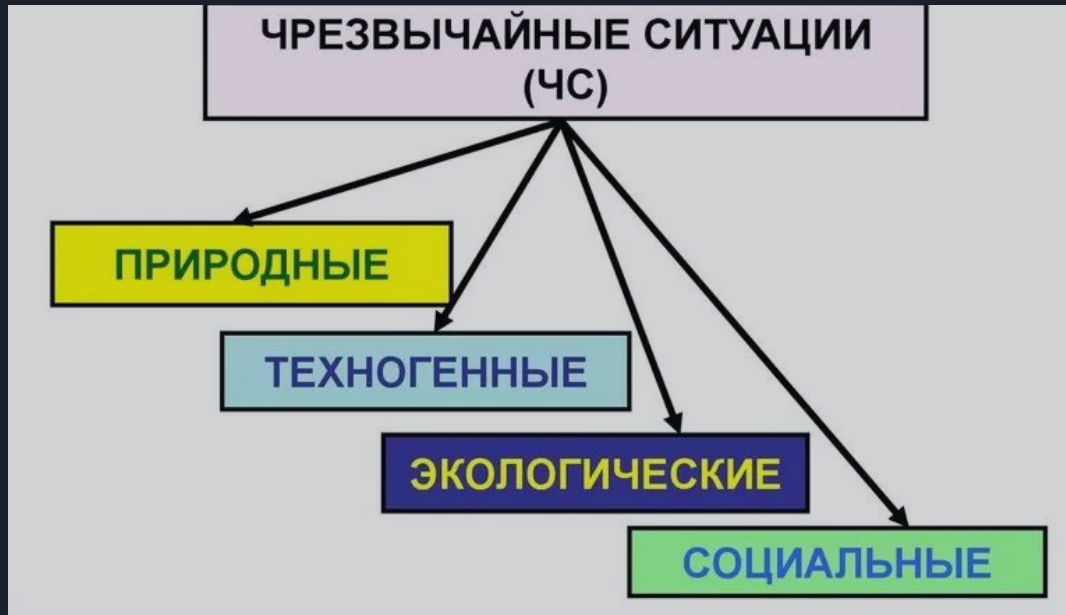 ЧРЕЗВЫЧАЙНЫЕ СИТУАЦИИ
(ЧС)
ПРИРОДНЫЕ
ТЕХНОГЕННЫЕ
ЭКОЛОГИЧЕСКИЕ
СОЦИАЛЬНЫЕ